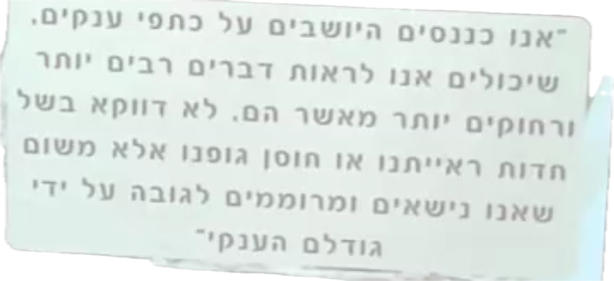 "אנו כננסים היושבים על כתפי ענקים,
שיכולים אנו לראות דברים רבים יותר
ורחוקים יותר מאשר הם. לא דווקא בשל
חדות ראייתנו או חוסן גופנו אלא משום
שאנו נישאים ומרוממים לגובה על ידי
גודלם הענקי"